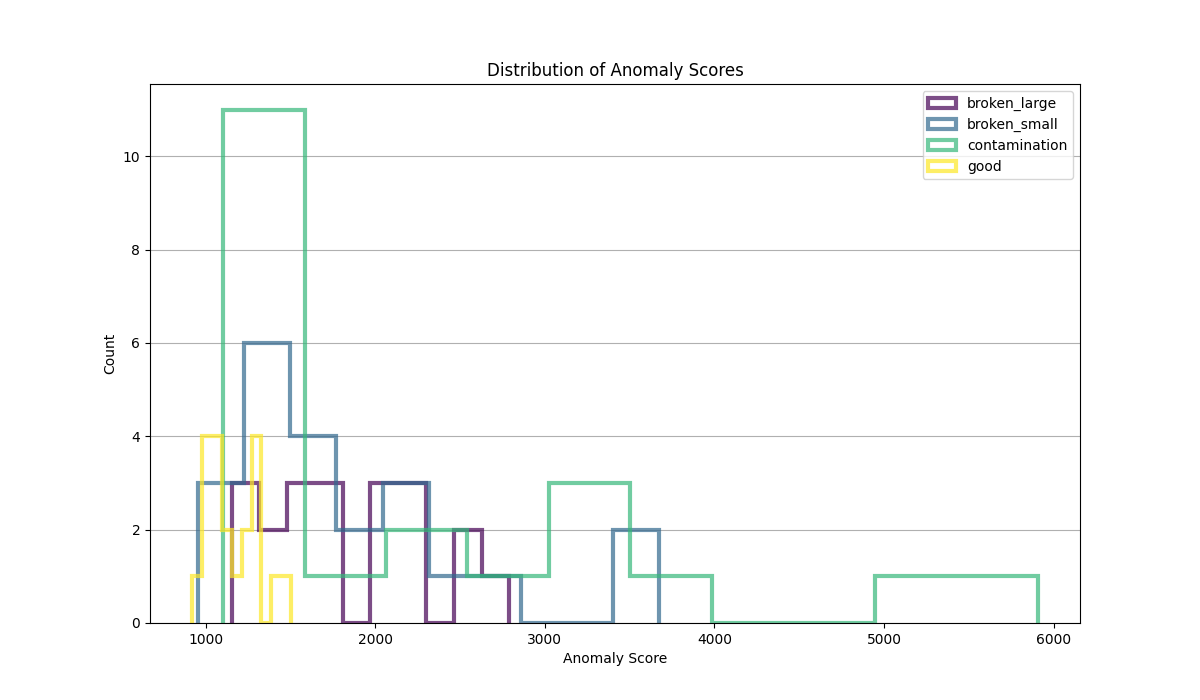 Distribution of Anomaly Scores
broken_large
broken_small
contamination
good
10
8
6
4
2
0
Count
1000 2000 3000 4000 5000 6000
Anomaly Score